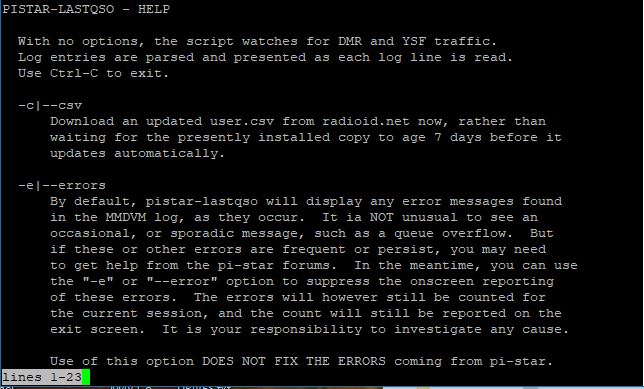 PISTAR-LASTQSO - HELP
With no options, the script watches for DMR and YSF traffic.
Log entries are parsed and presented as each log line is read.
Use Ctrl-C to exit.
-c|--csv
Download an updated user.csv from radioid.net now, rather than
waiting for the presently installed copy to age 7 days before it
updates automatically.
-e|--errors
By default, pistar-lastqso will display any error messages found
in the MMDVM log, as they occur.  It ia NOT unusual to see an
occasional, or sporadic message, such as a queue overflow.  But
if these or other errors are frequent or persist, you may need
to get help from the pi-star forums.  In the meantime, you can use
the "-e" or "--error" option to suppress the onscreen reporting
of these errors.  The errors will however still be counted for
the current session, and the count will still be reported on the
exit screen.  It is your responsibility to investigate any cause.
Use of this option DOES NOT FIX THE ERRORS coming from pi-star.
lines 1-23